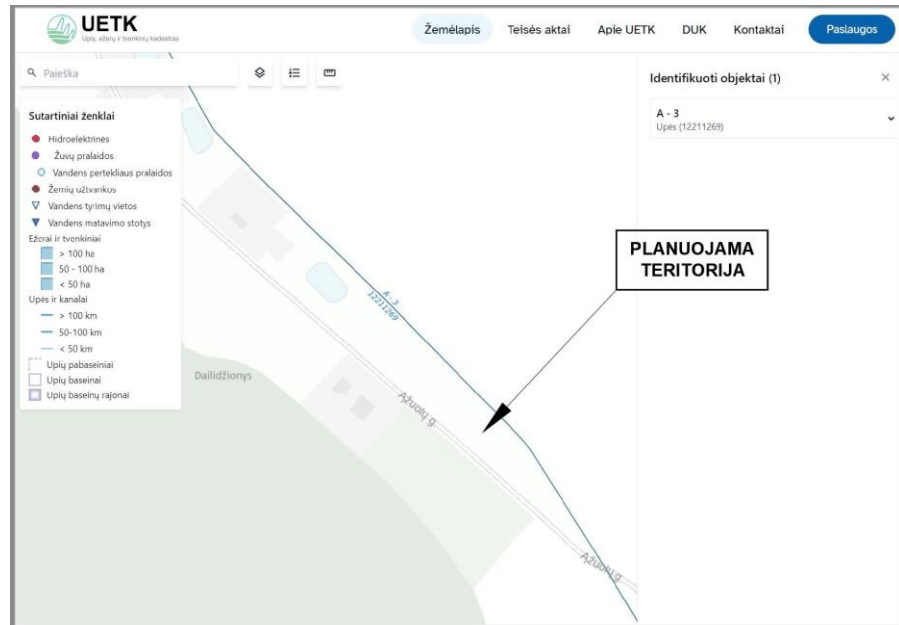 UETK
Upių, ežerų ir tvenkinių kadastras
Žemėlapis
Teisės aktai
Apie UETK
DUK
Kontaktai
Paslaugos
Paieška
Identifikuoti objektai (1)
A - 3
Upės (12211269)
Sutartiniai ženklai
Hidroelektrinės
Žuvų pralaidos
Vandens pertekliaus pralaidos
Žemių užtvankos
Vandens tyrimų vietos
Vandens matavimo stotys
Ežerai ir tvenkiniai
> 100 ha
50 - 100 ha
< 50 ha
Upės ir kanalai
> 100 km
50-100 km
< 50 km
Upių pabaseiniai
Upių baseinai
Upių baseinų rajonai
PLANUOJAMA
TERITORIJA
A - 3
12211269
Dailidžionys
Ąžuolų g.
Ąžuolų g.